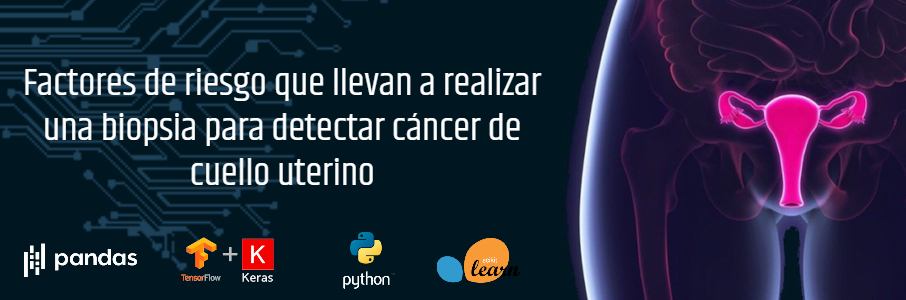 Factores de riesgo que llevan a realizar
una biopsia para detectar cáncer de
cuello uterino
pandas
TensorFlow
+
K
Keras
python
scikit
learn